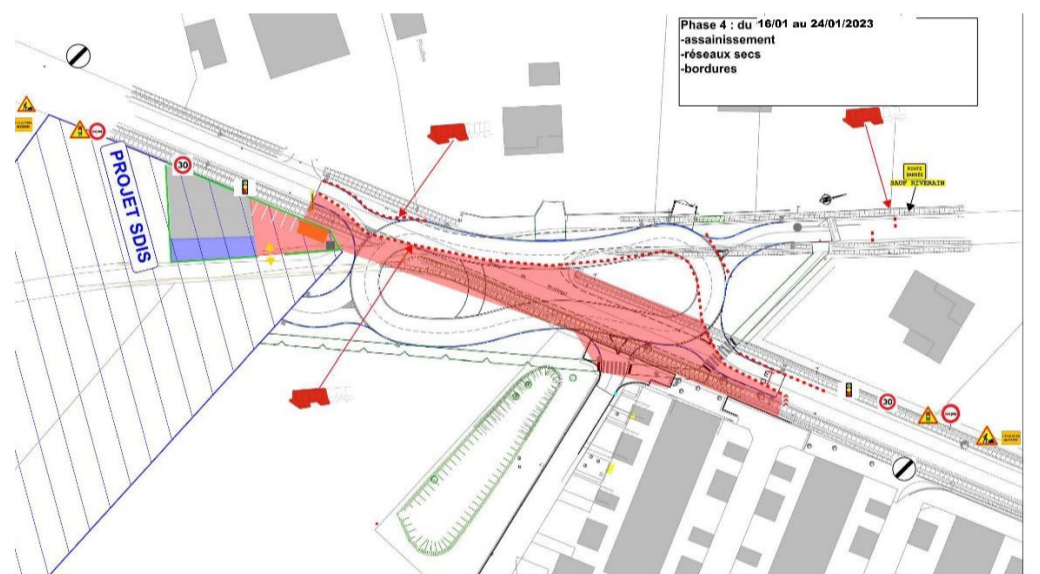 Phase 4 : du 16/01 au 24/01/2023
-assainissement
-réseaux secs
-bordures
ROUTE
BARRÉE
SAUF RIVERAIN
30
PROJET SDIS
30